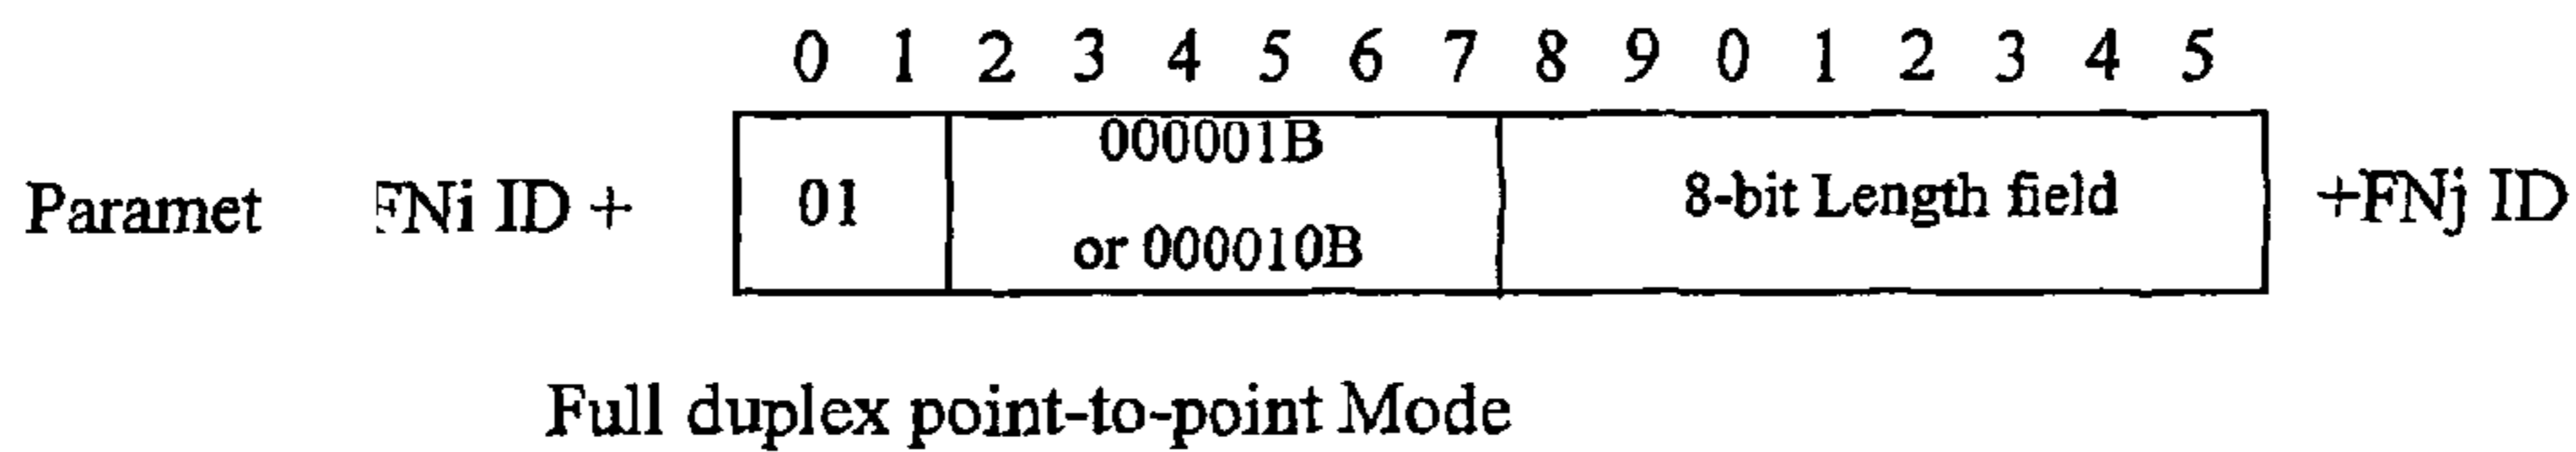 0 1 2 3 4 5 6 7 8 9 0 1 2 3 4 5
000001B
Paramet FNi ID + 01 8-bit Length field +FNj ID
or 000010B
Full duplex point-to-point Mode